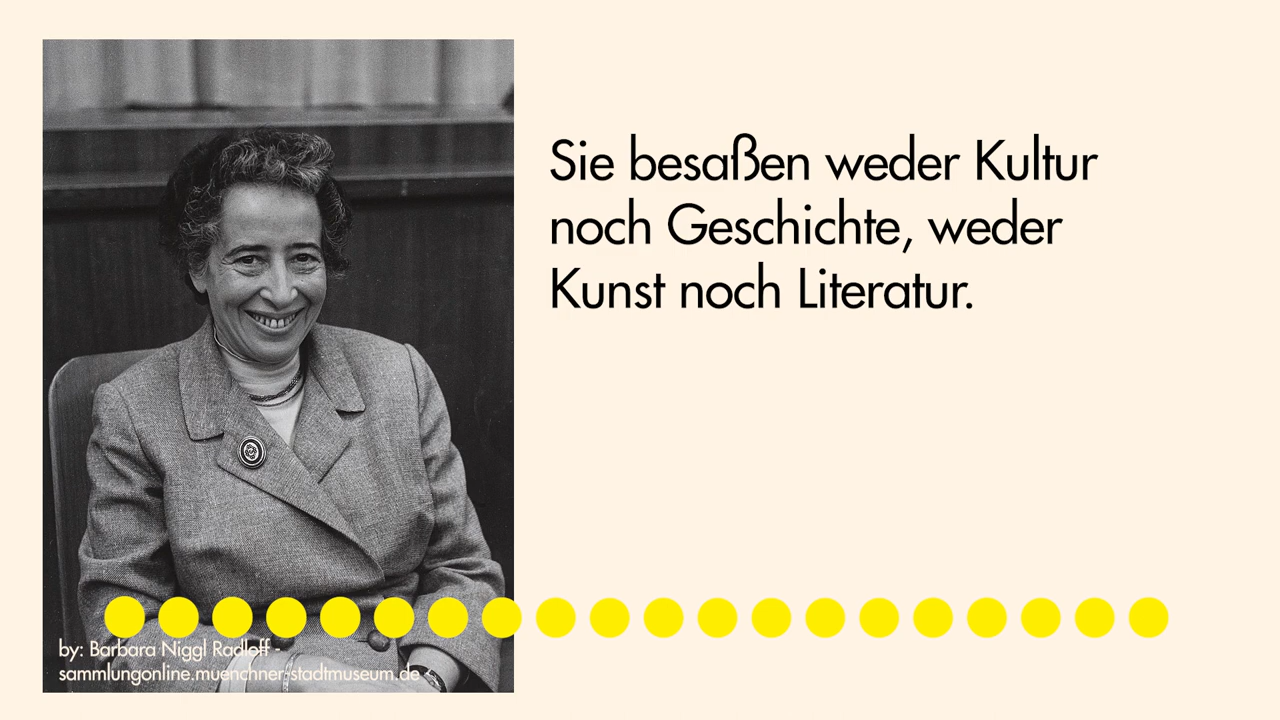 Sie besaßen weder Kultur
noch Geschichte, weder
Kunst noch Literatur.
by: Barbara Niggl Radloff -
sammlungonline.muenchner-stadtmuseum.de